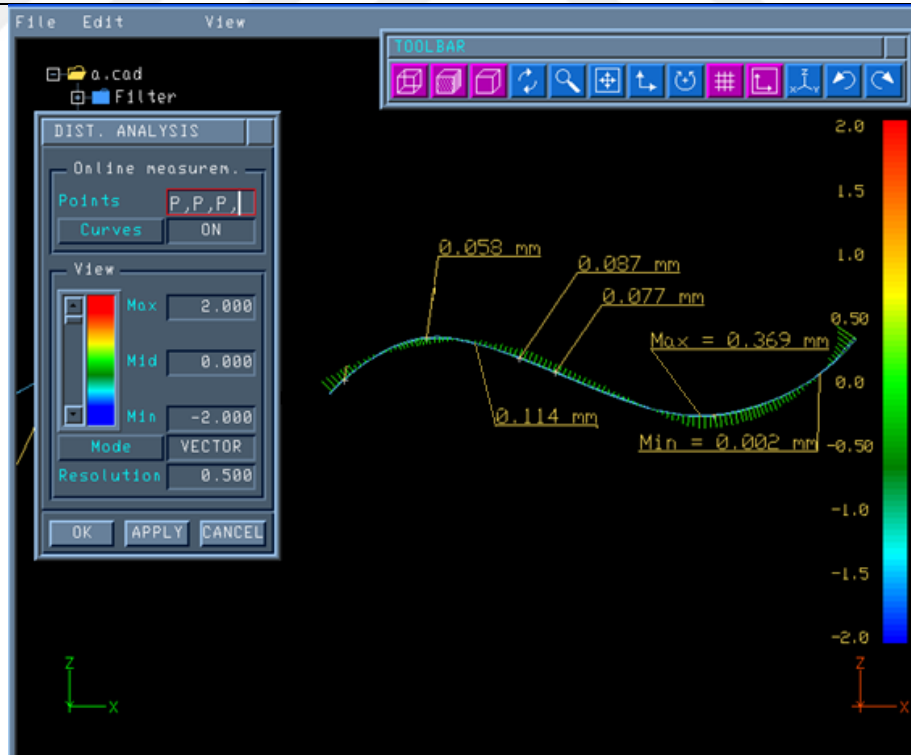 File Edit View
TOOLBAR
a.cad
Filter
DIST. ANALYSIS
Online measurem.
Points P,P,P,
Curves ON
View
Max 2.000
Mid 0.000
Min -2.000
Mode VECTOR
Resolution 0.500
OK APPLY CANCEL
0.058 mm
0.087 mm
0.077 mm
Max = 0.369 mm
0.114 mm
Min = 0.002 mm
2.0
1.5
1.0
0.50
0.0
-0.50
-1.0
-1.5
-2.0
Z
X
Z
X